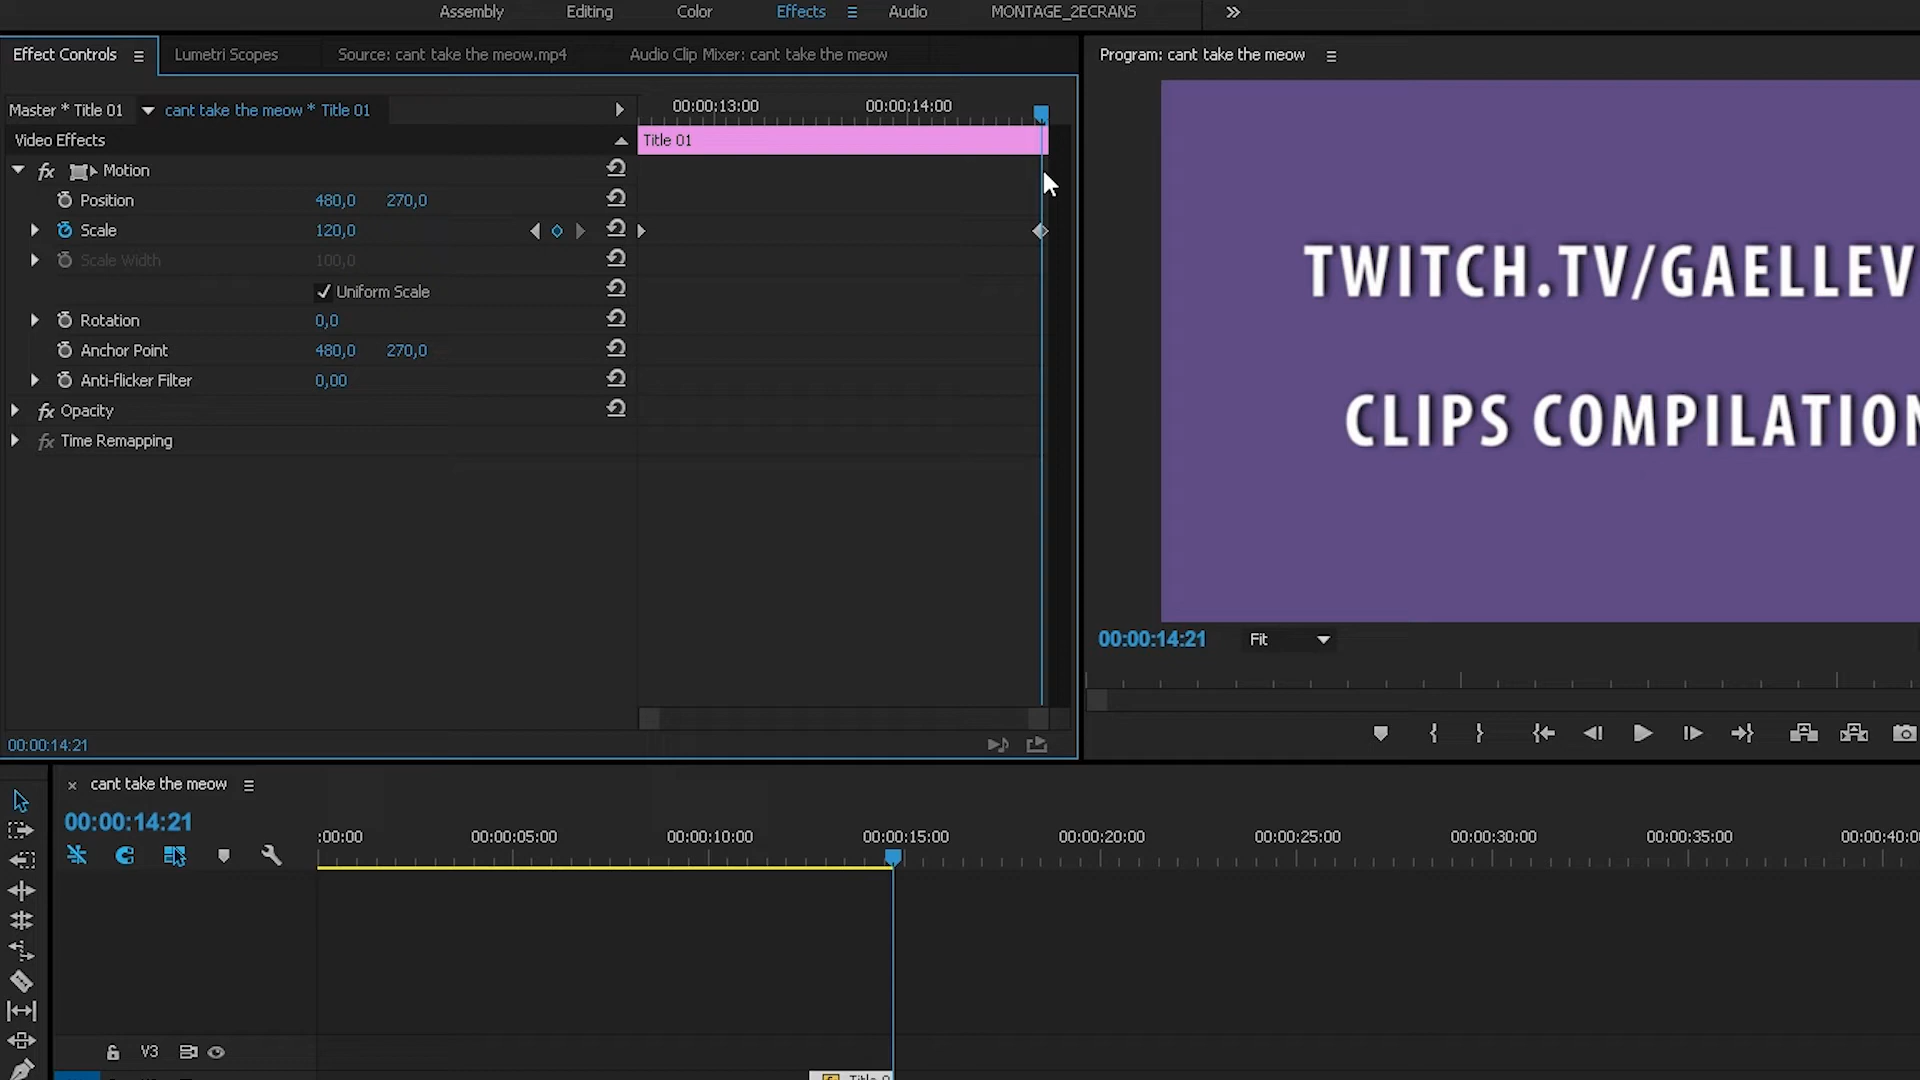 Assembly Editing Color Effects Audio MONTAGE_2ECRANS
Effect Controls Lumetri Scopes Source: cant take the meow.mp4 Audio Clip Mixer: cant take the meow
Program: cant take the meow
Master * Title 01 cant take the meow * Title 01
00:00:13:00 00:00:14:00
Video Effects
Title 01
fx Motion
Position 480,0 270,0
Scale 120,0
Scale Width 100,0
Uniform Scale
Rotation 0,0
Anchor Point 480,0 270,0
Anti-flicker Filter 0,00
fx Opacity
fx Time Remapping
TWITCH.TV/GAELLEV
CLIPS COMPILATION
00:00:14:21 Fit
00:00:14:21
cant take the meow
00:00:14:21
:00:00 00:00:05:00 00:00:10:00 00:00:15:00 00:00:20:00 00:00:25:00 00:00:30:00 00:00:35:00 00:00:40:00
V3
Title 0